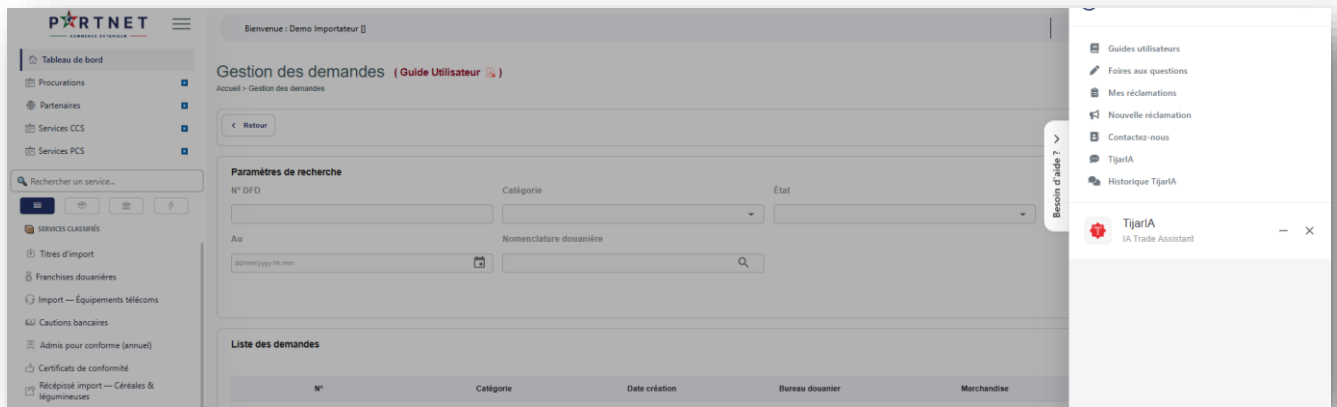 PORTNET
COMMERCE EXTERIEUR
Bienvenue : Demo Importateur []
Tableau de bord
Procurations
Partenaires
Services CCS
Services PCS
Rechercher un service...
SERVICES CLASSIFIÉS
Titres d'import
Franchises douanières
Import — Équipements télécoms
Cautions bancaires
Admis pour conforme (annuel)
Certificats de conformité
Récépissé import — Céréales &
légumineuses
Gestion des demandes ( Guide Utilisateur )
Accueil > Gestion des demandes
Retour
Paramètres de recherche
N° DFD
Catégorie
État
Au
Nomenclature douanière
dd/mm/yyyy hh:mm
Liste des demandes
N° Catégorie Date création Bureau douanier Marchandise
Besoin d'aide ?
Guides utilisateurs
Foires aux questions
Mes réclamations
Nouvelle réclamation
Contactez-nous
TijarIA
Historique TijarIA
TijarIA
IA Trade Assistant